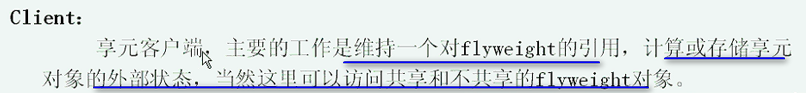 Client:
享元客户端，主要的工作是维持一个对flyweight的引用，计算或存储享元
对象的外部状态，当然这里可以访问共享和不共享的flyweight对象。